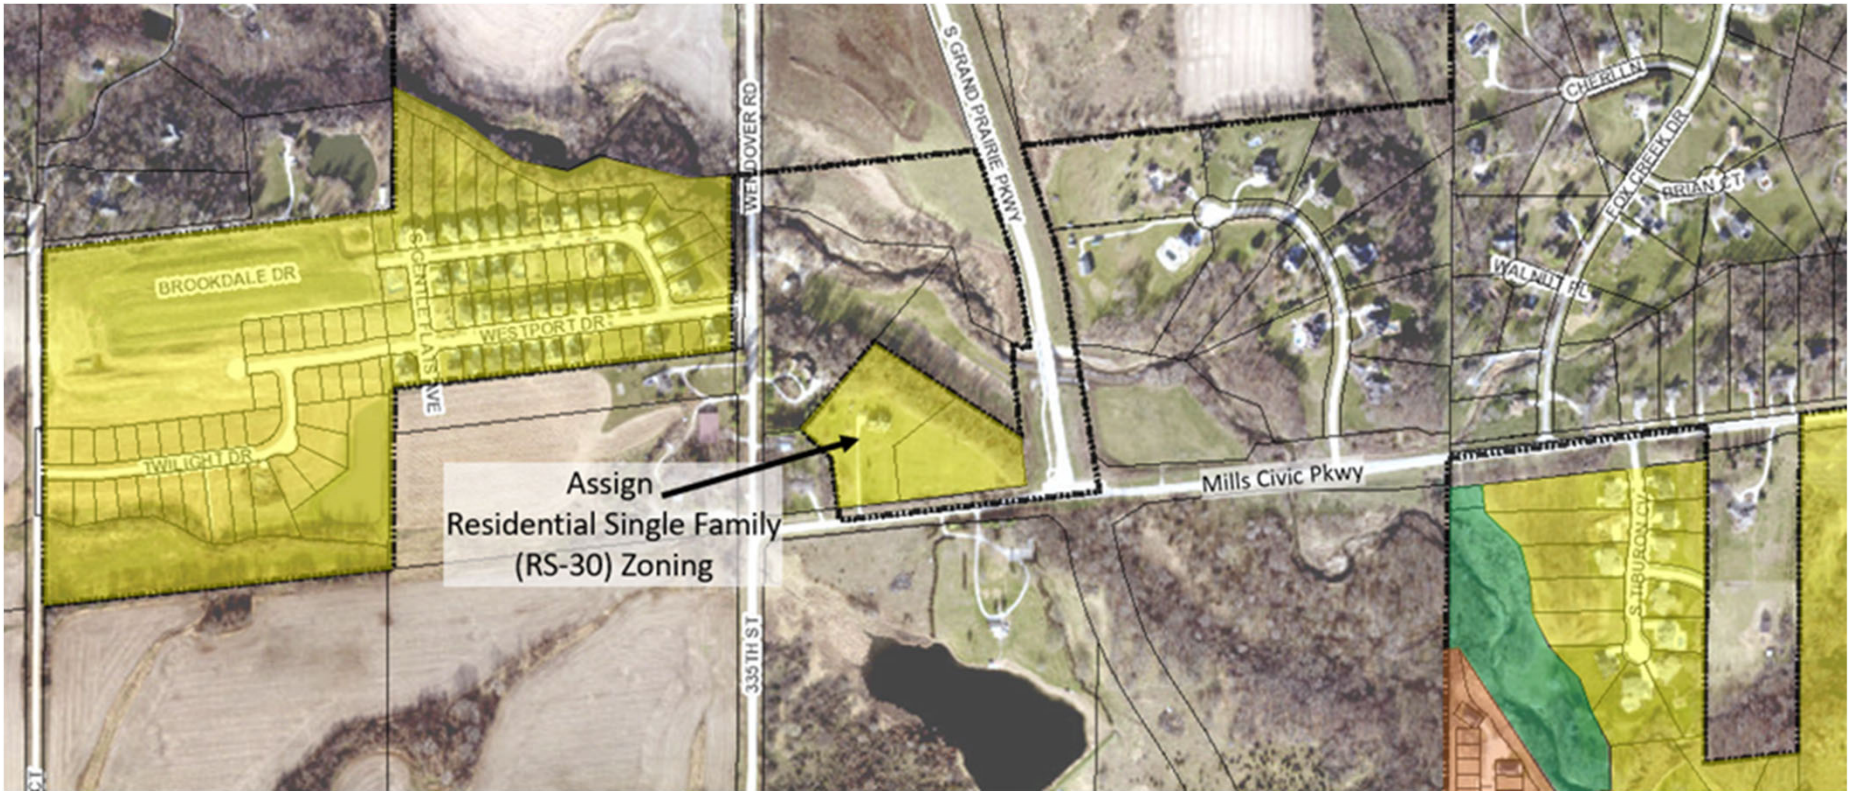 CHERI LN
FOX CREEK DR
BRIAN CT
WALNUT PL
S GRAND PRAIRIE PKWY
WENDOVER RD
BROOKDALE DR
WESTPORT DR
TWILIGHT DR
Assign
Residential Single Family
(RS-30) Zoning
Mills Civic Pkwy
S TIBURON CV
335TH ST
CT